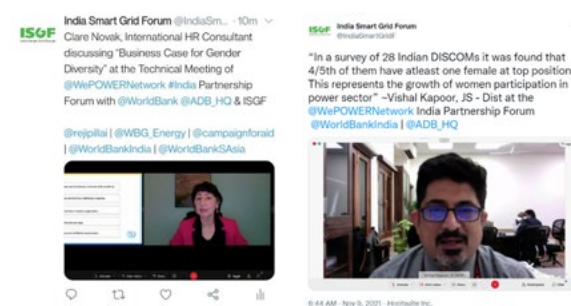 ISGF
India Smart Grid Forum @IndiaSm... · 10m
Clare Novak, International HR Consultant
discussing "Business Case for Gender
Diversity" at the Technical Meeting of
@WePOWERNetwork #India Partnership
Forum with @WorldBank @ADB_HQ & ISGF
@rejipillai | @WBG_Energy | @campaignforaid
| @WorldBankIndia | @WorldBankSAsia
ISGF
India Smart Grid Forum
@IndiaSmartGridF
"In a survey of 28 Indian DISCOMs it was found that
4/5th of them have atleast one female at top position
This represents the growth of women participation in
power sector" ~Vishal Kapoor, JS - Dist at the
@WePOWERNetwork India Partnership Forum
@WorldBankIndia | @ADB_HQ
6:44 AM · Nov 9, 2021 · Hootsuite Inc.